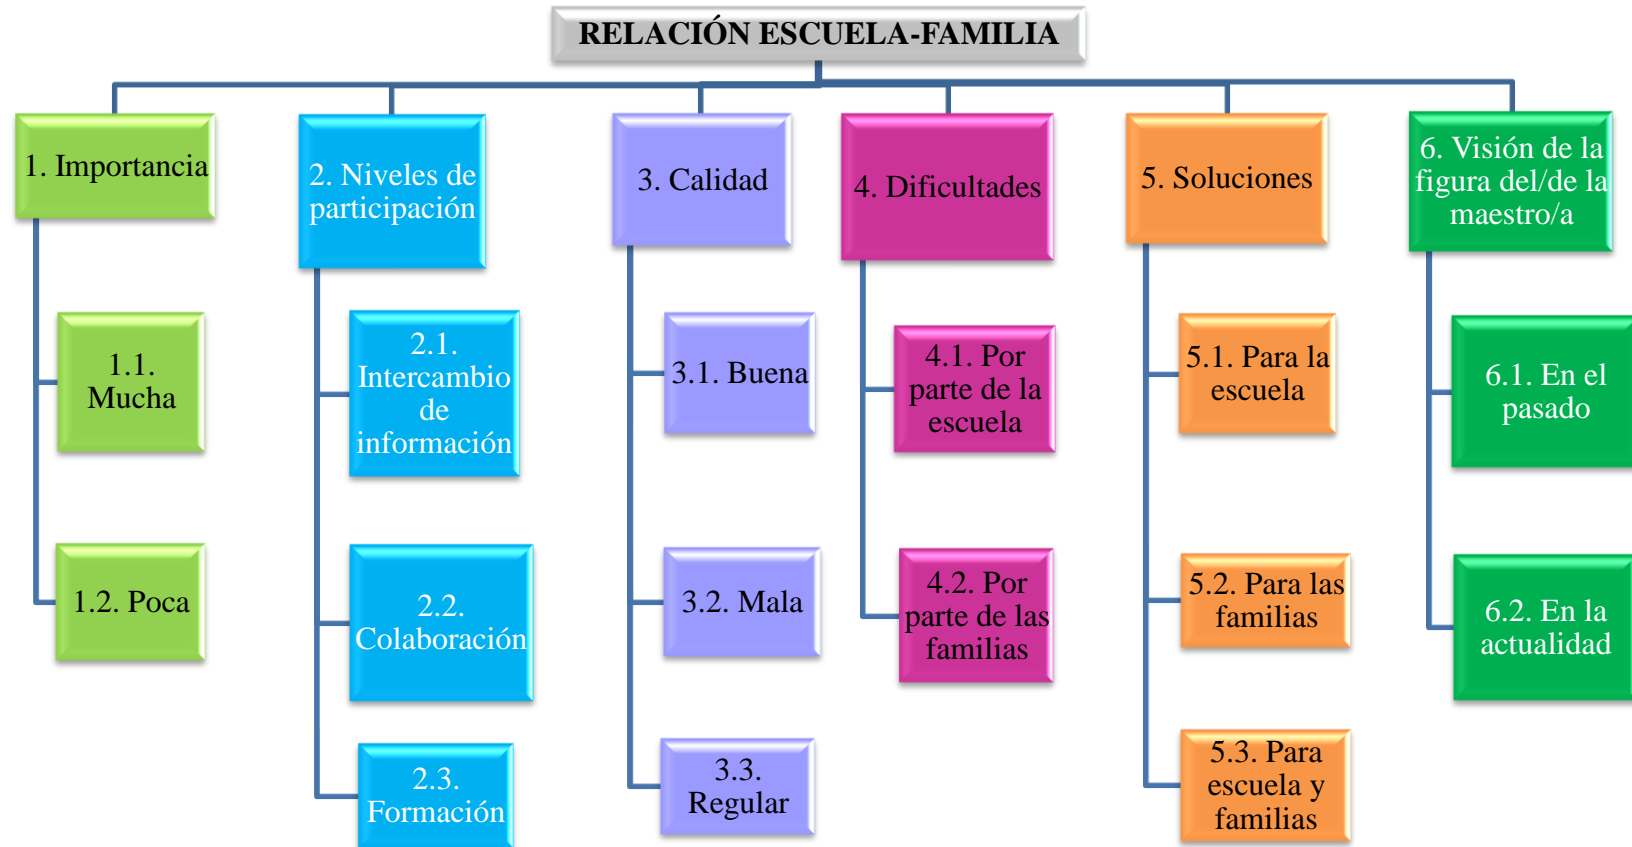 RELACIÓN ESCUELA-FAMILIA
1. Importancia
1.1.
Mucha
1.2. Poca
2. Niveles de
participación
2.1.
Intercambio
de
información
2.2.
Colaboración
2.3.
Formación
3. Calidad
3.1. Buena
3.2. Mala
3.3.
Regular
4. Dificultades
4.1. Por
parte de la
escuela
4.2. Por
parte de las
familias
5. Soluciones
5.1. Para la
escuela
5.2. Para las
familias
5.3. Para
escuela y
familias
6. Visión de la
figura del/de la
maestro/a
6.1. En el
pasado
6.2. En la
actualidad